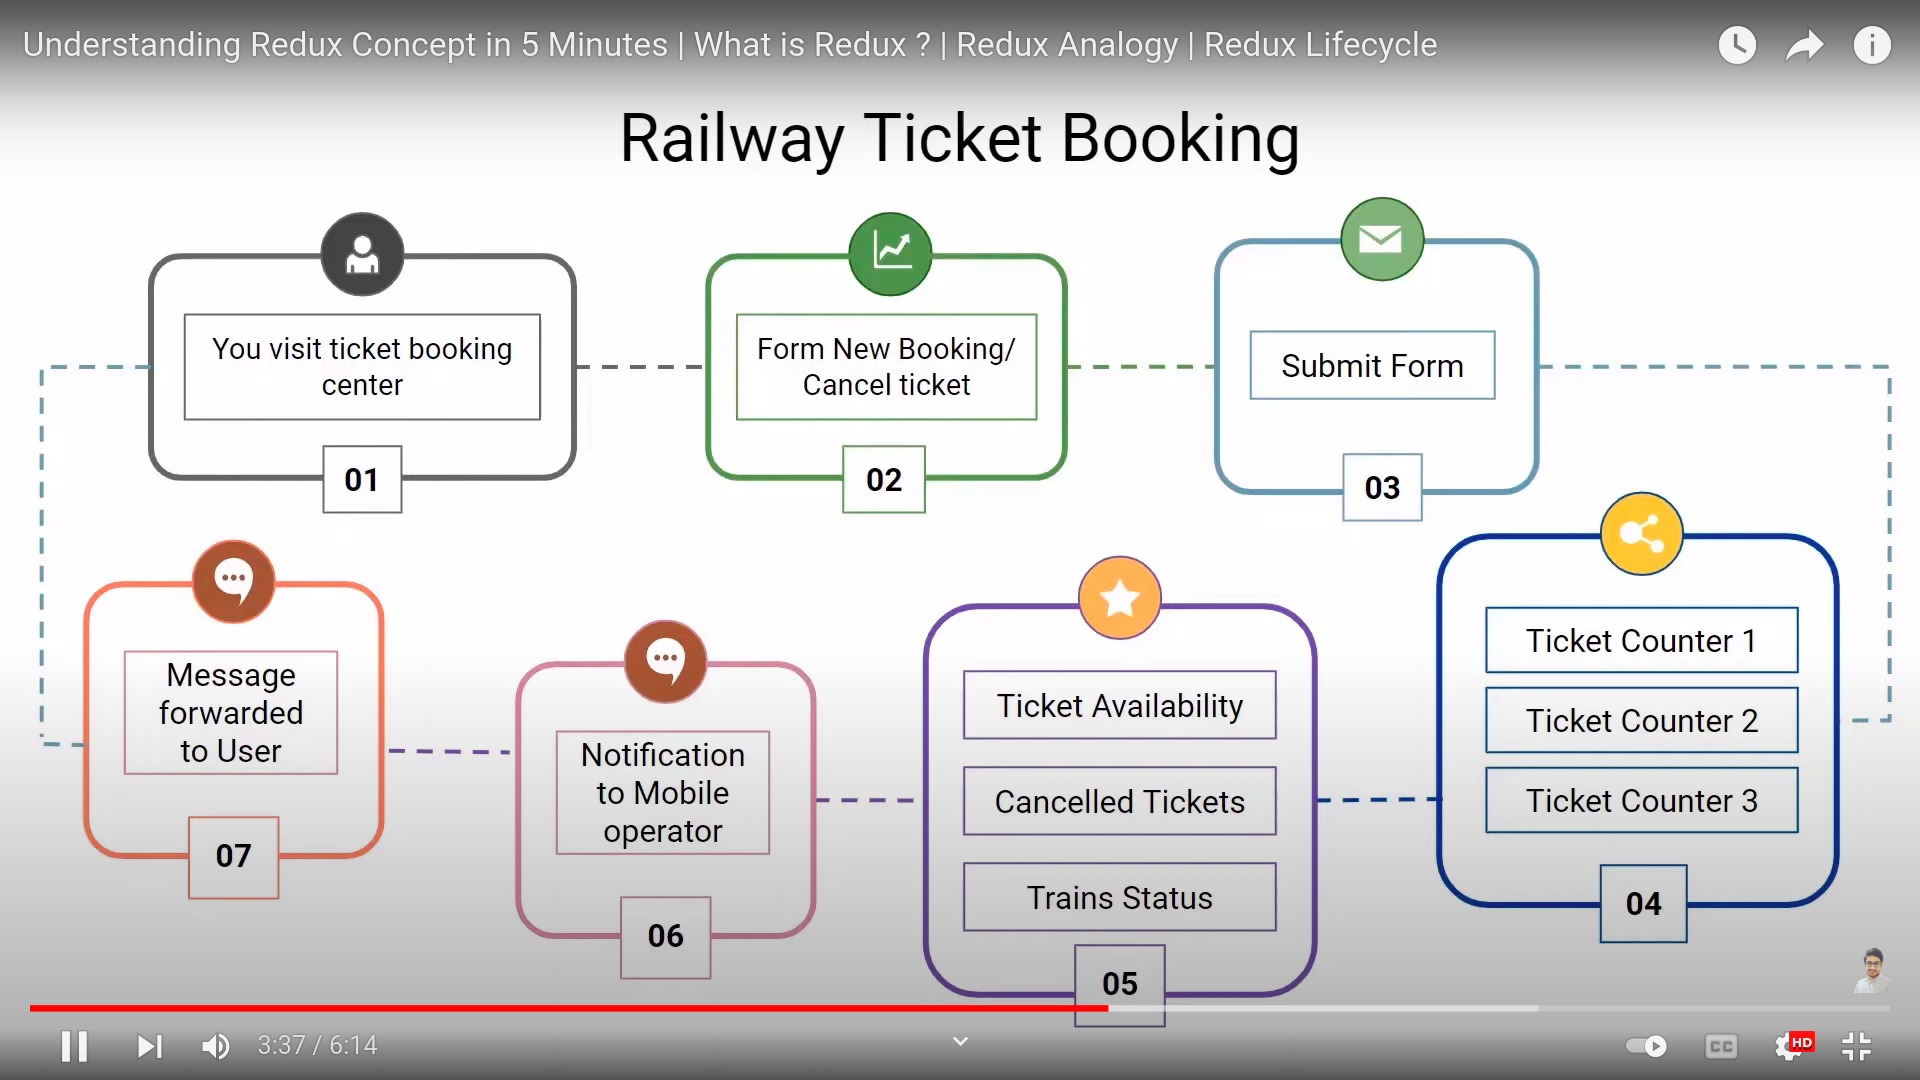 Understanding Redux Concept in 5 Minutes | What is Redux ? | Redux Analogy | Redux Lifecycle
Railway Ticket Booking
You visit ticket booking
center
01
Form New Booking/
Cancel ticket
02
Submit Form
03
Ticket Counter 1
Ticket Counter 2
Ticket Counter 3
04
Ticket Availability
Cancelled Tickets
Trains Status
05
Notification
to Mobile
operator
06
Message
forwarded
to User
07
3:37 / 6:14
CC
HD